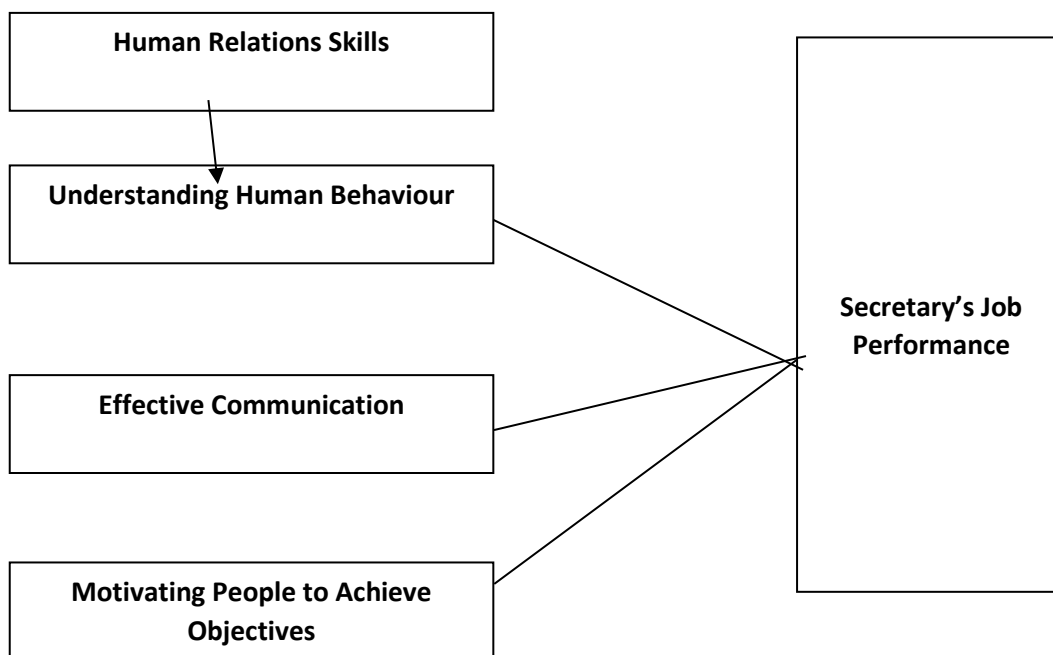 Human Relations Skills
Understanding Human Behaviour
Effective Communication
Motivating People to Achieve
Objectives
Secretary’s Job
Performance